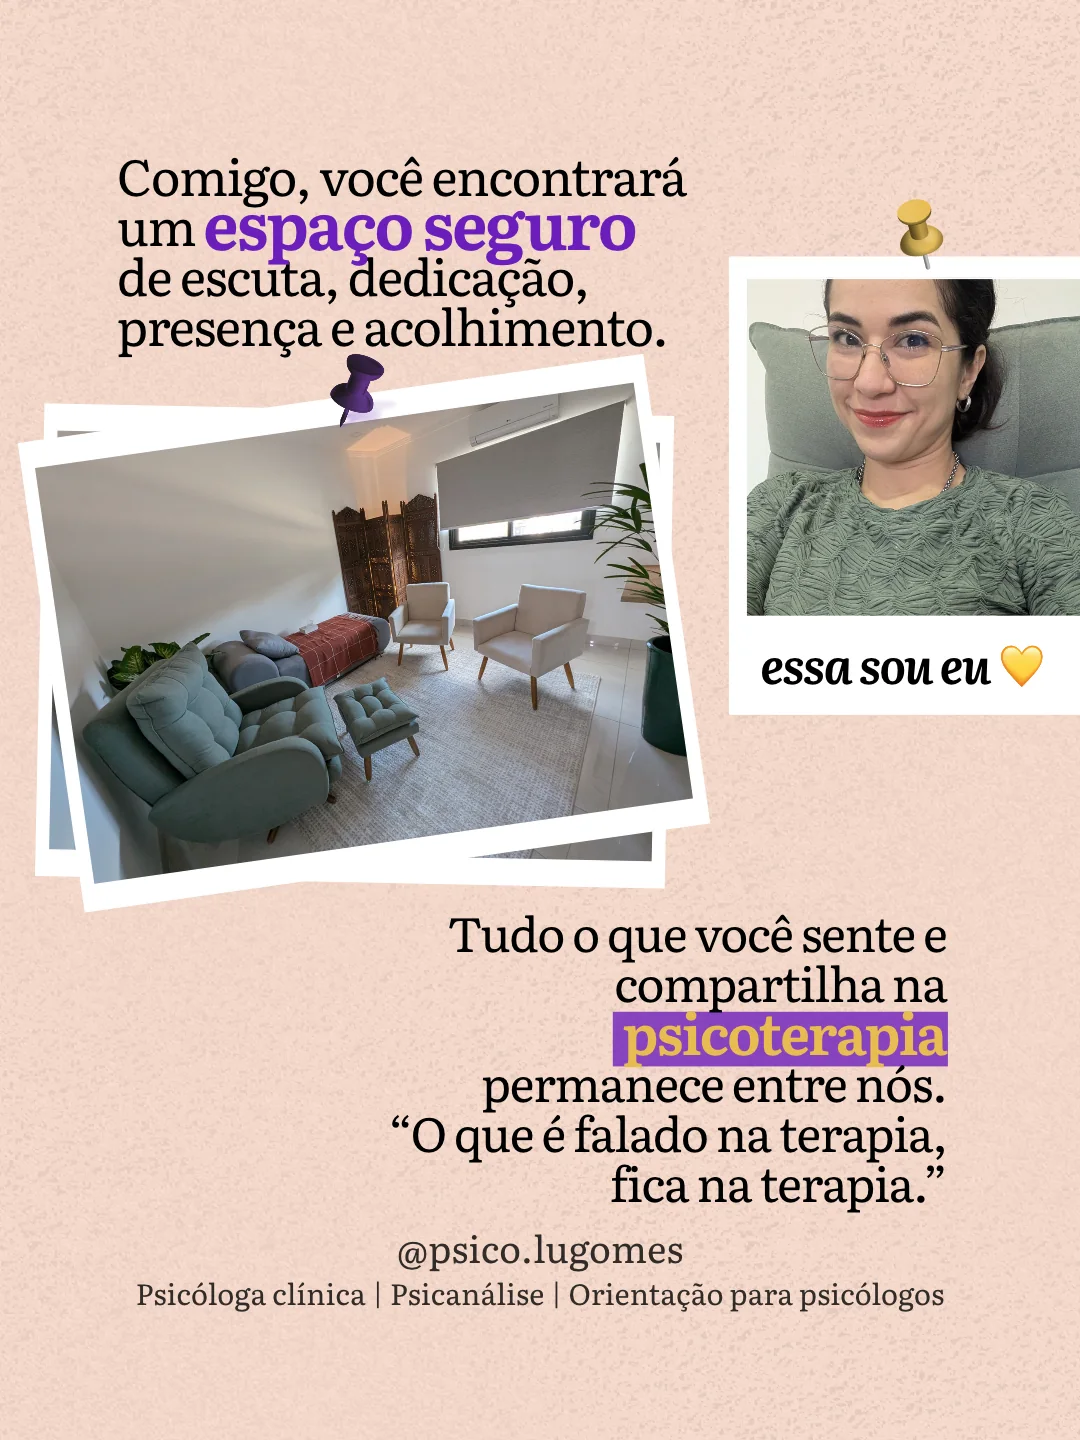 Comigo, você encontrará
um espaço seguro
de escuta, dedicação,
presença e acolhimento.
essa sou eu 💛
Tudo o que você sente e
compartilha na
psicoterapia
permanece entre nós.
“O que é falado na terapia,
fica na terapia.”
@psico.lugomes
Psicóloga clínica | Psicanálise | Orientação para psicólogos